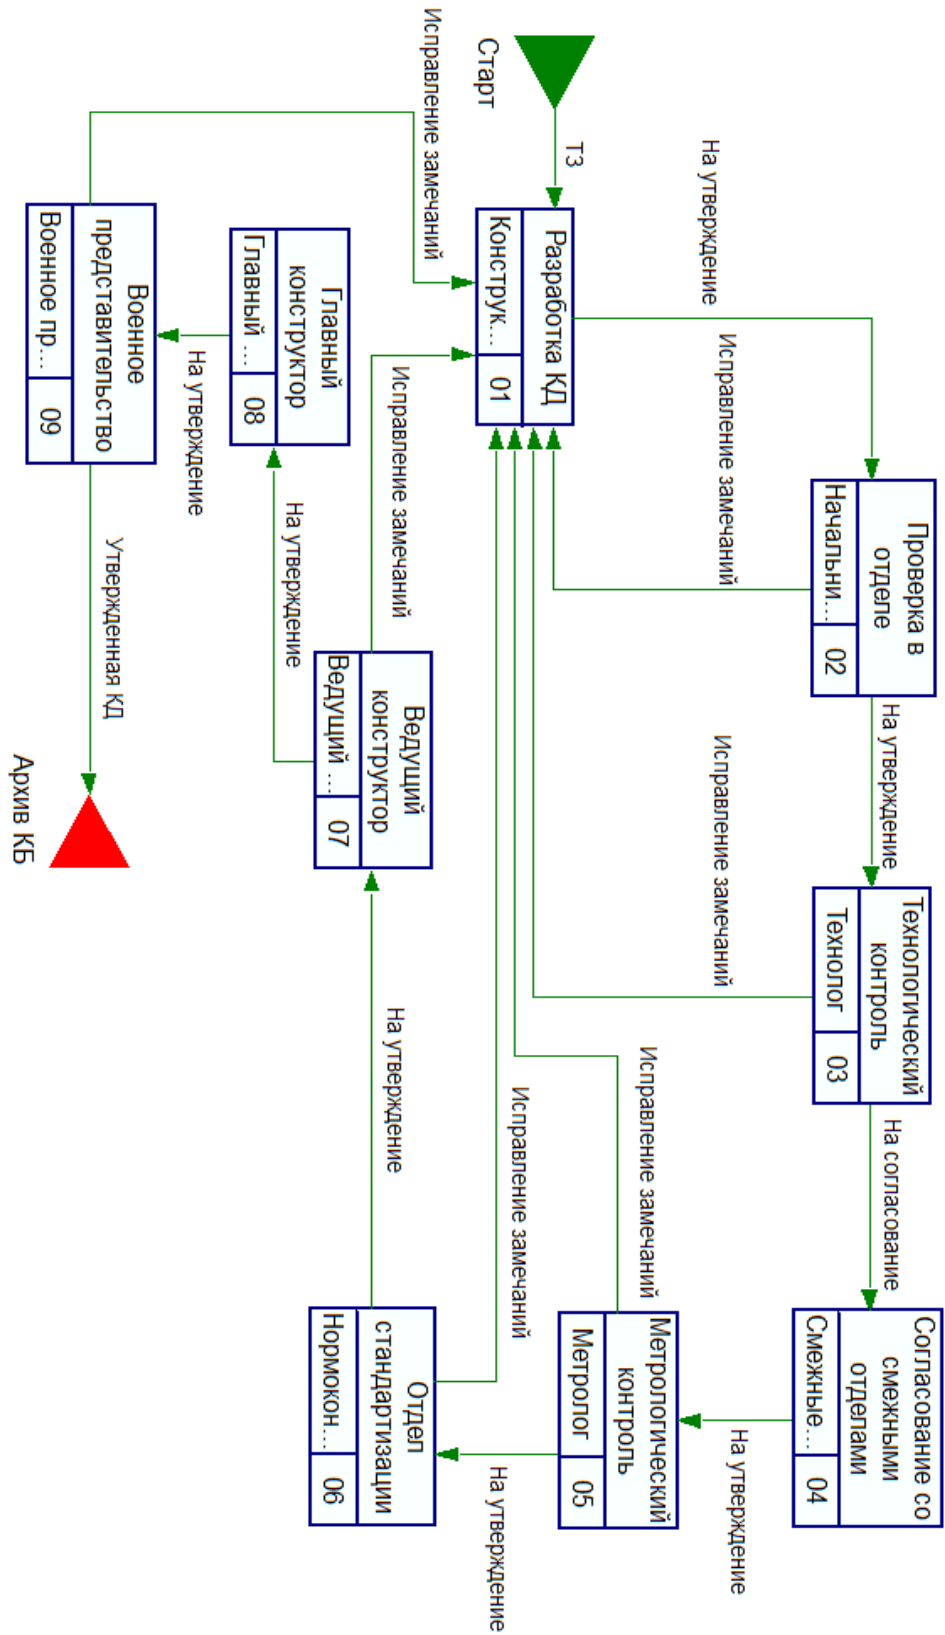 Старт
ТЗ
Разработка КД
Конструк...
01
На утверждение
Исправление замечаний
Проверка в
отделе
Начальни...
02
На утверждение
Исправление замечаний
Технологический
контроль
Технолог
03
На согласование
Согласование со
смежными
отделами
Смежные...
04
На утверждение
Метрологический
контроль
Метролог
05
Исправление замечаний
На утверждение
Отдел
стандартизации
Нормокон...
06
Исправление замечаний
На утверждение
Ведущий
конструктор
Ведущий ...
07
Исправление замечаний
На утверждение
Главный
конструктор
Главный ...
08
На утверждение
Военное
представительство
Военное пр...
09
Исправление замечаний
Утвержденная КД
Архив КБ